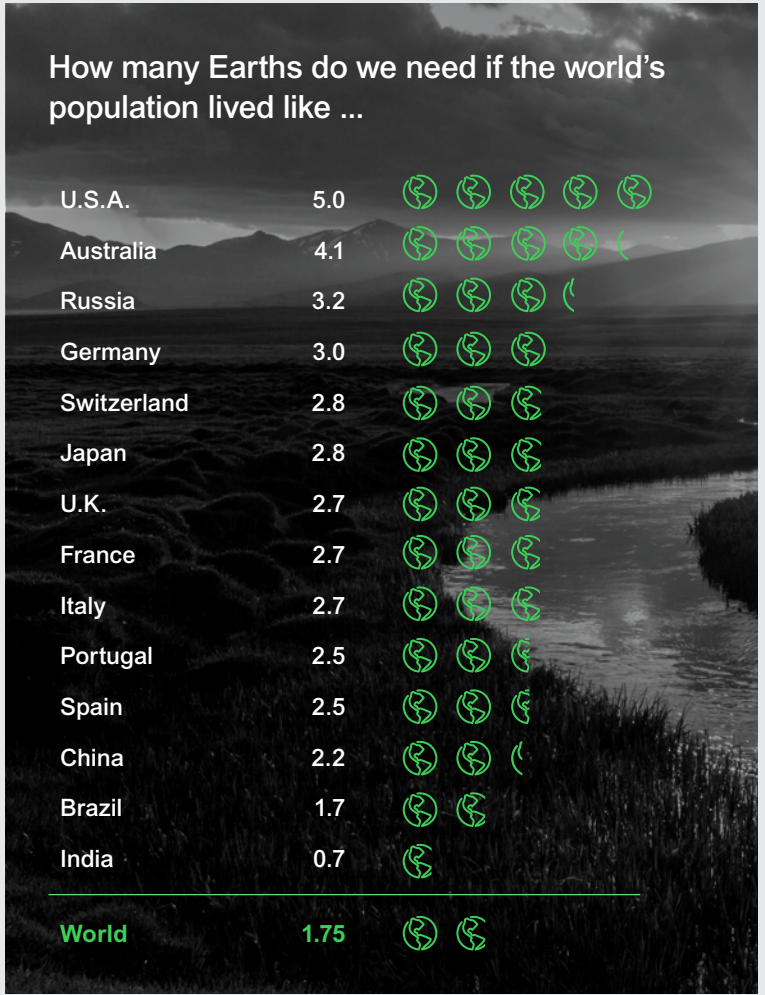 How many Earths do we need if the world’s
population lived like ...
U.S.A. 5.0
Australia 4.1
Russia 3.2
Germany 3.0
Switzerland 2.8
Japan 2.8
U.K. 2.7
France 2.7
Italy 2.7
Portugal 2.5
Spain 2.5
China 2.2
Brazil 1.7
India 0.7
World 1.75